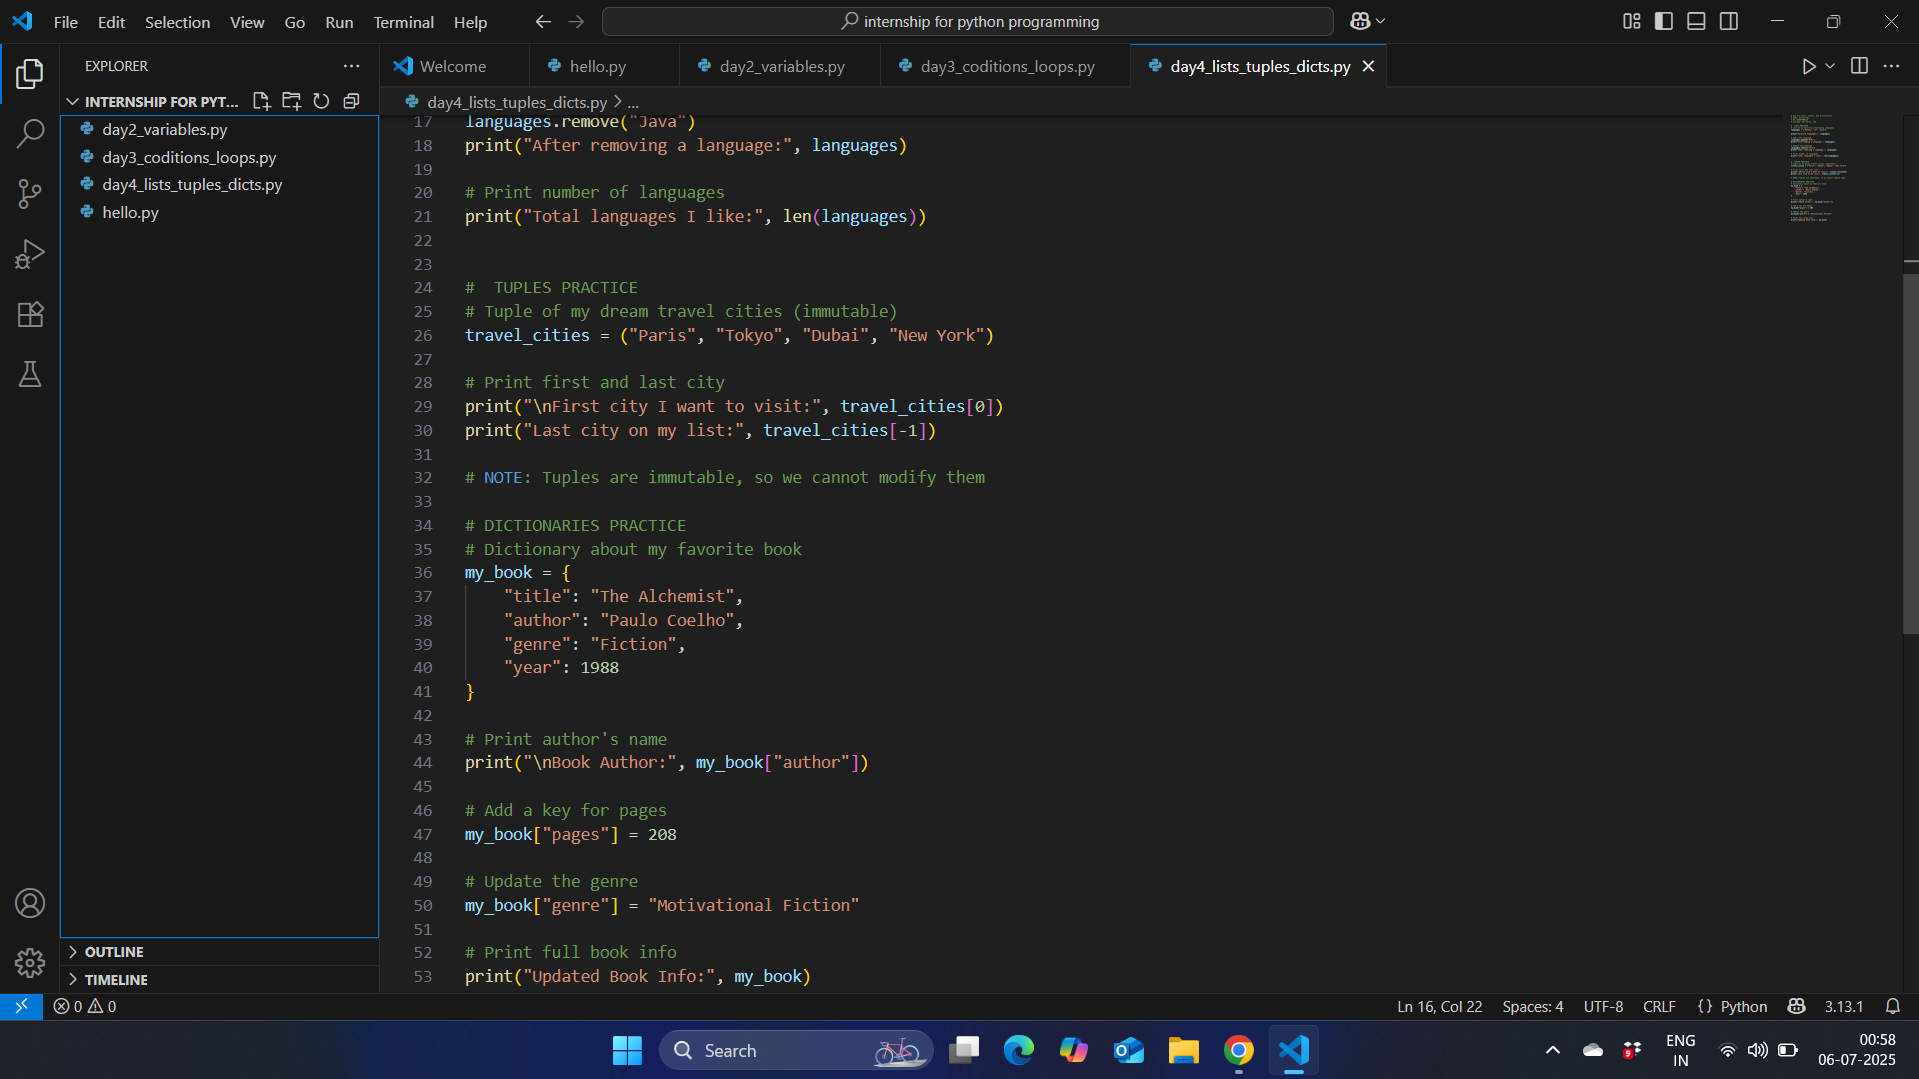 File Edit Selection View Go Run Terminal Help
internship for python programming
EXPLORER
INTERNSHIP FOR PYT...
day2_variables.py
day3_coditions_loops.py
day4_lists_tuples_dicts.py
hello.py
OUTLINE
TIMELINE
Welcome hello.py day2_variables.py day3_coditions_loops.py day4_lists_tuples_dicts.py
day4_lists_tuples_dicts.py > ...
17 languages.remove("Java")
18 print("After removing a language:", languages)
19
20 # Print number of languages
21 print("Total languages I like:", len(languages))
22
23
24 #  TUPLES PRACTICE
25 # Tuple of my dream travel cities (immutable)
26 travel_cities = ("Paris", "Tokyo", "Dubai", "New York")
27
28 # Print first and last city
29 print("\nFirst city I want to visit:", travel_cities[0])
30 print("Last city on my list:", travel_cities[-1])
31
32 # NOTE: Tuples are immutable, so we cannot modify them
33
34 # DICTIONARIES PRACTICE
35 # Dictionary about my favorite book
36 my_book = {
37     "title": "The Alchemist",
38     "author": "Paulo Coelho",
39     "genre": "Fiction",
40     "year": 1988
41 }
42
43 # Print author's name
44 print("\nBook Author:", my_book["author"])
45
46 # Add a key for pages
47 my_book["pages"] = 208
48
49 # Update the genre
50 my_book["genre"] = "Motivational Fiction"
51
52 # Print full book info
53 print("Updated Book Info:", my_book)
0 0 Ln 16, Col 22 Spaces: 4 UTF-8 CRLF {} Python 3.13.1
Search
9
ENG
IN
00:58
06-07-2025